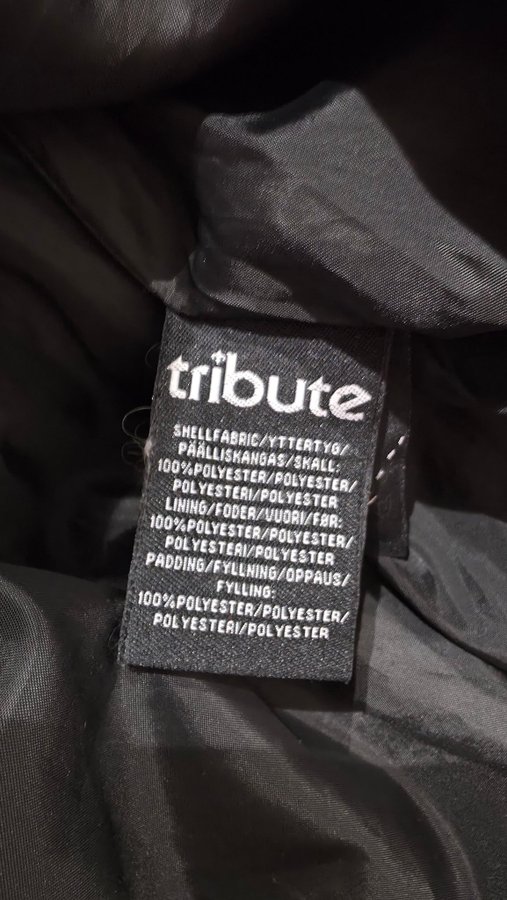 tribute
SHELLFABRIC/YTTERTYG/
PÄÄLLISKANGAS/SKALL:
100%POLYESTER/POLYESTER/
POLYESTERI/POLYESTER
LINING/FODER/VUORI/FØR:
100%POLYESTER/POLYESTER/
POLYESTERI/POLYESTER
PADDING/FYLLNING/OPPAUS/
FYLLING:
100%POLYESTER/POLYESTER/
POLYESTERI/POLYESTER